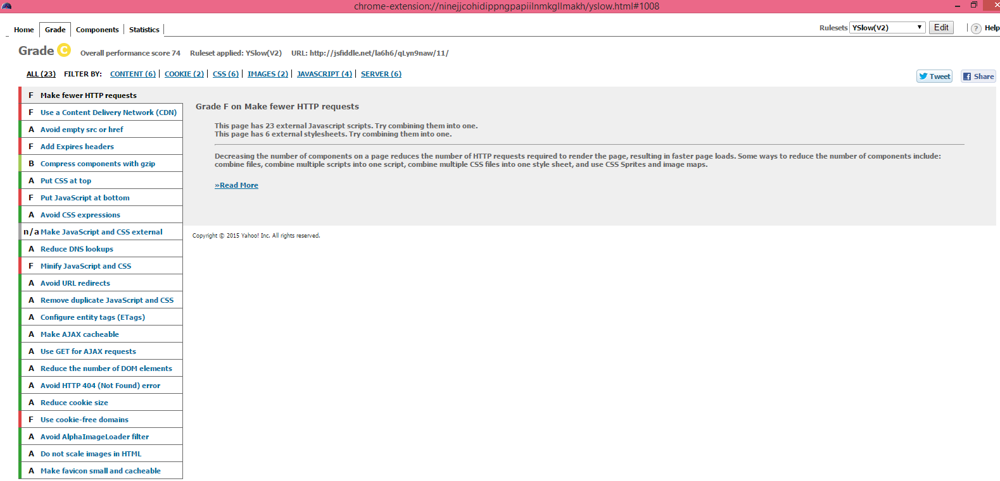 chrome-extension://ninejjcohidippngpapiilnmkgllmakh/yslow.html#1008
Home Grade Components Statistics Rulesets YSlow(V2) Edit ? Help
Grade C Overall performance score 74 Ruleset applied: YSlow(V2) URL: http://jsfiddle.net/la6h6/qLyn9naw/11/
ALL (23) FILTER BY: CONTENT (6) COOKIE (2) CSS (6) IMAGES (2) JAVASCRIPT (4) SERVER (6) Tweet Share
F Make fewer HTTP requests
F Use a Content Delivery Network (CDN)
A Avoid empty src or href
F Add Expires headers
B Compress components with gzip
A Put CSS at top
F Put JavaScript at bottom
A Avoid CSS expressions
n/a Make JavaScript and CSS external
A Reduce DNS lookups
F Minify JavaScript and CSS
A Avoid URL redirects
A Remove duplicate JavaScript and CSS
A Configure entity tags (ETags)
A Make AJAX cacheable
A Use GET for AJAX requests
A Reduce the number of DOM elements
A Avoid HTTP 404 (Not Found) error
A Reduce cookie size
F Use cookie-free domains
A Avoid AlphaImageLoader filter
A Do not scale images in HTML
A Make favicon small and cacheable
Grade F on Make fewer HTTP requests
This page has 23 external Javascript scripts. Try combining them into one.
This page has 6 external stylesheets. Try combining them into one.
Decreasing the number of components on a page reduces the number of HTTP requests required to render the page, resulting in faster page loads. Some ways to reduce the number of components include:
combine files, combine multiple scripts into one script, combine multiple CSS files into one style sheet, and use CSS Sprites and image maps.
»Read More
Copyright © 2015 Yahoo! Inc. All rights reserved.